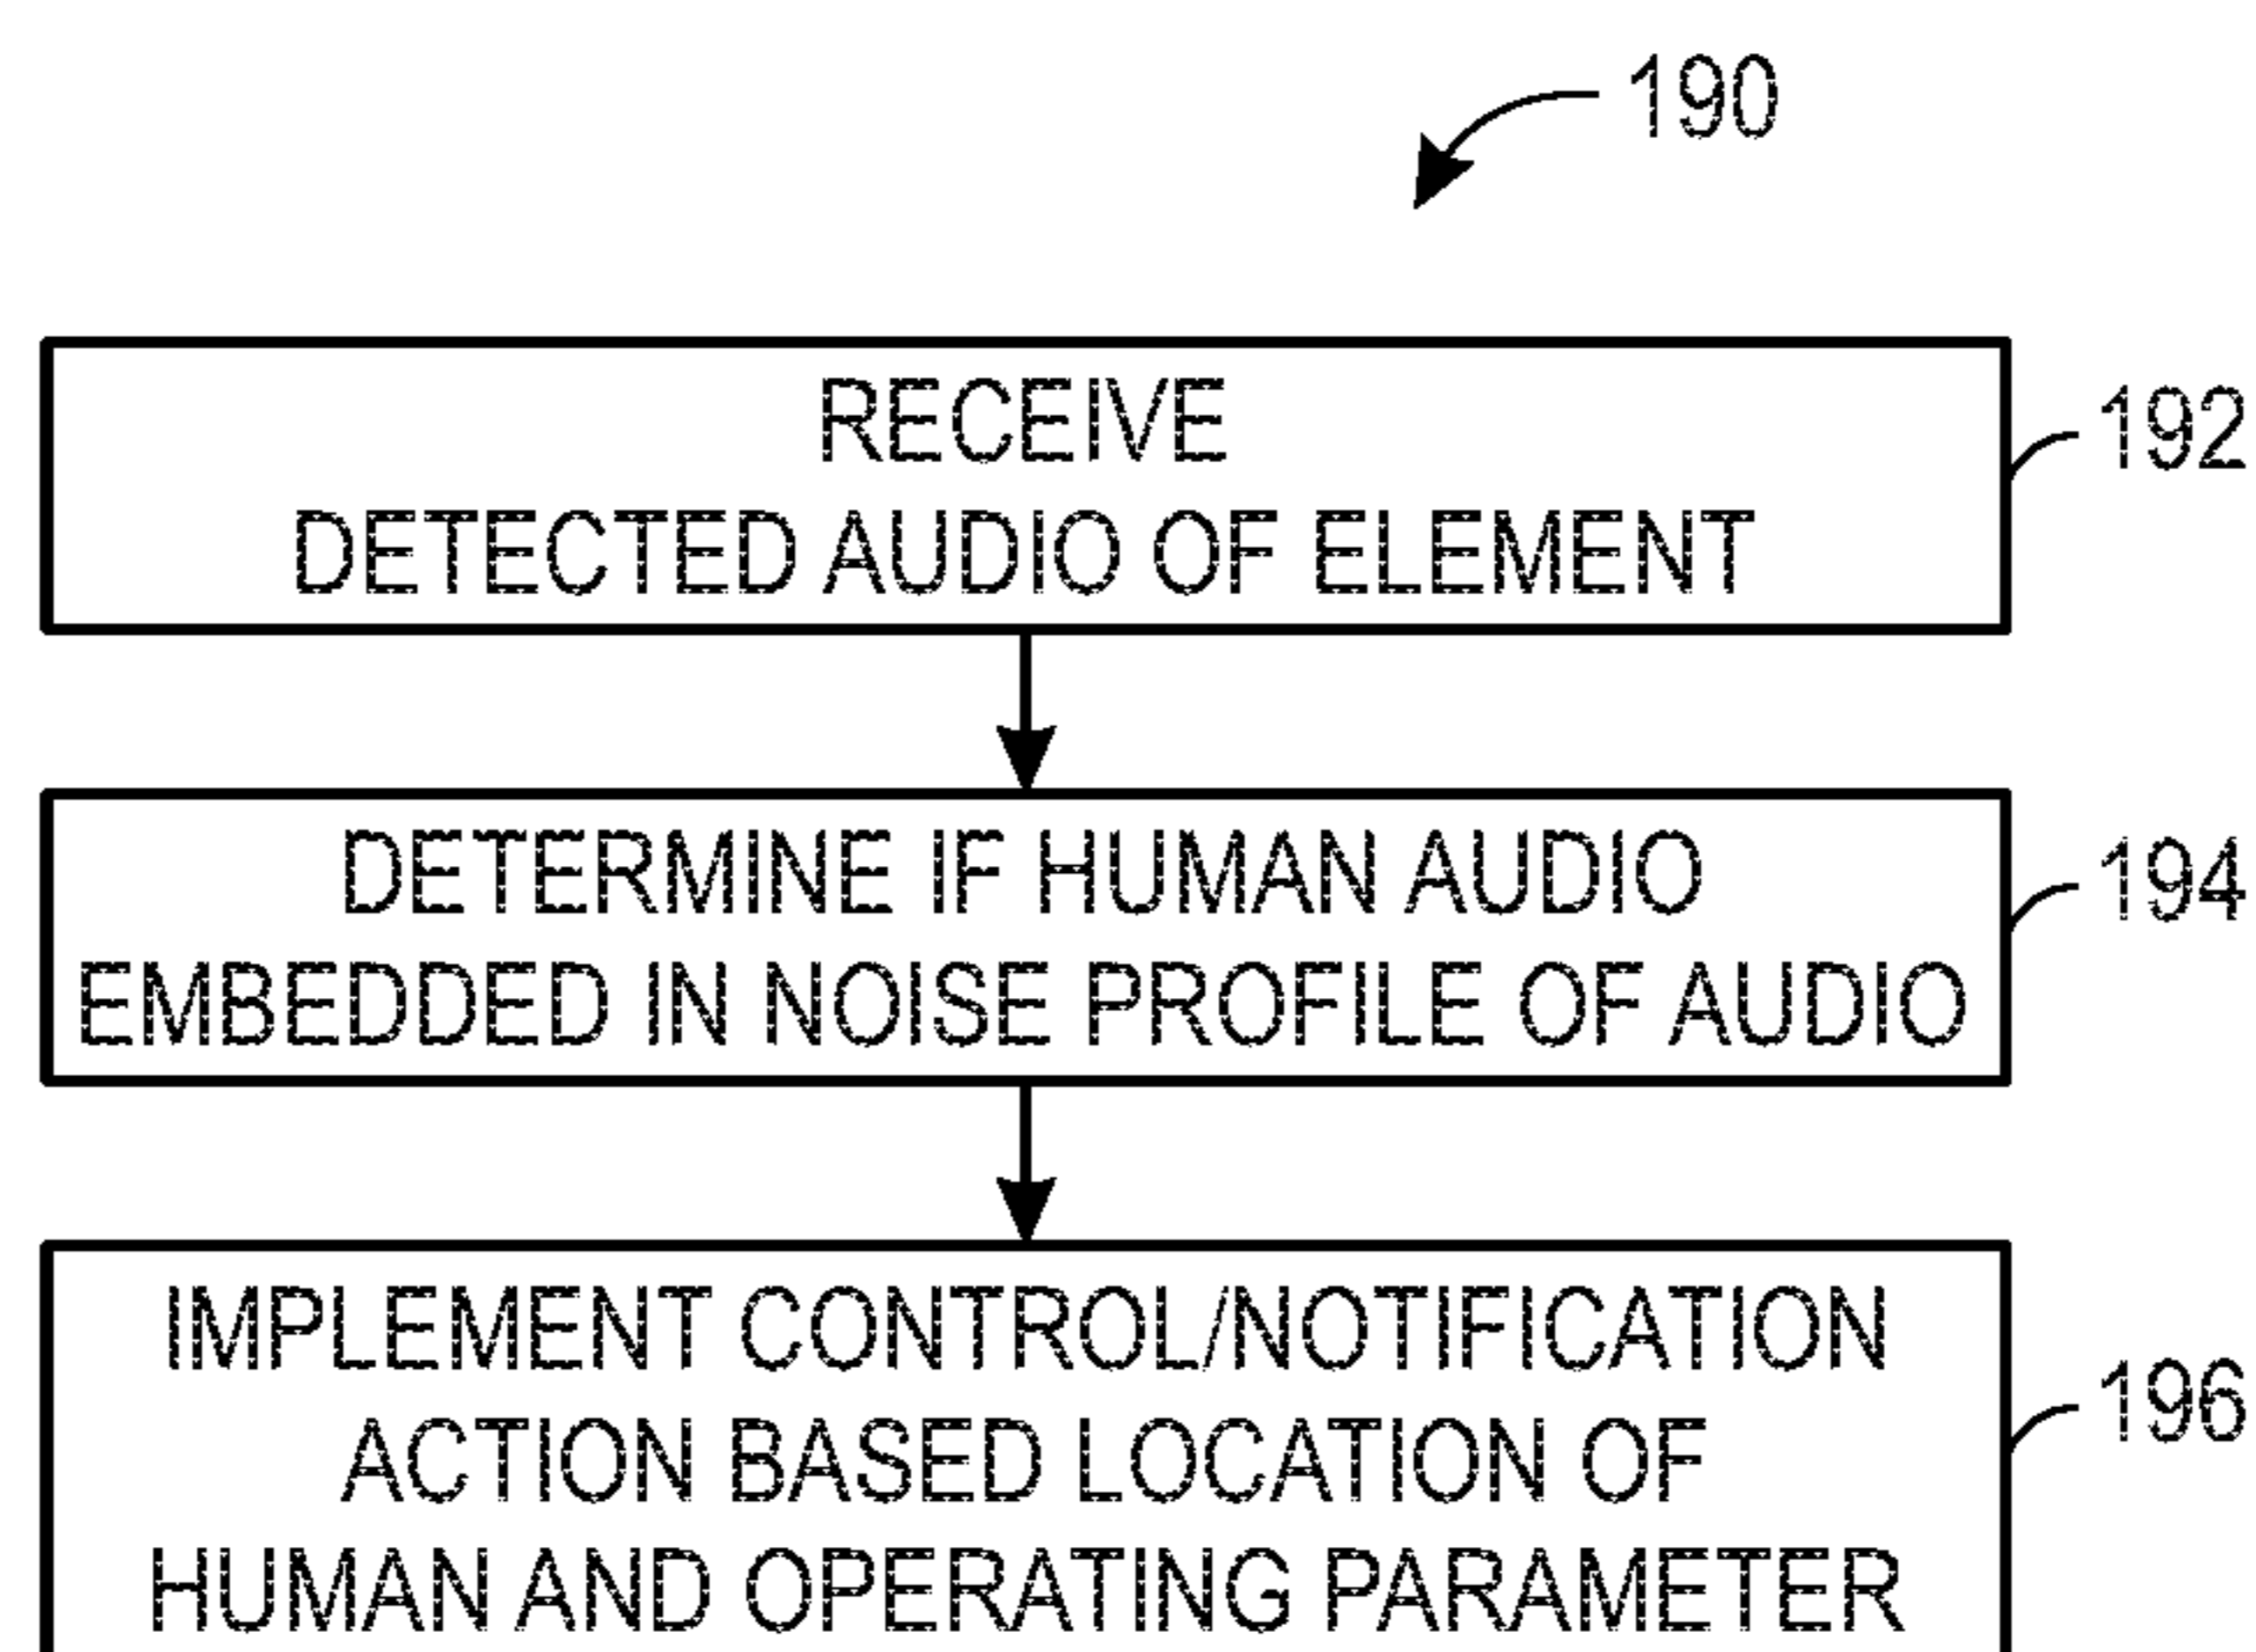 190
RECEIVE
DETECTED AUDIO OF ELEMENT
192
DETERMINE IF HUMAN AUDIO
EMBEDDED IN NOISE PROFILE OF AUDIO
194
IMPLEMENT CONTROL/NOTIFICATION
ACTION BASED LOCATION OF
HUMAN AND OPERATING PARAMETER
196